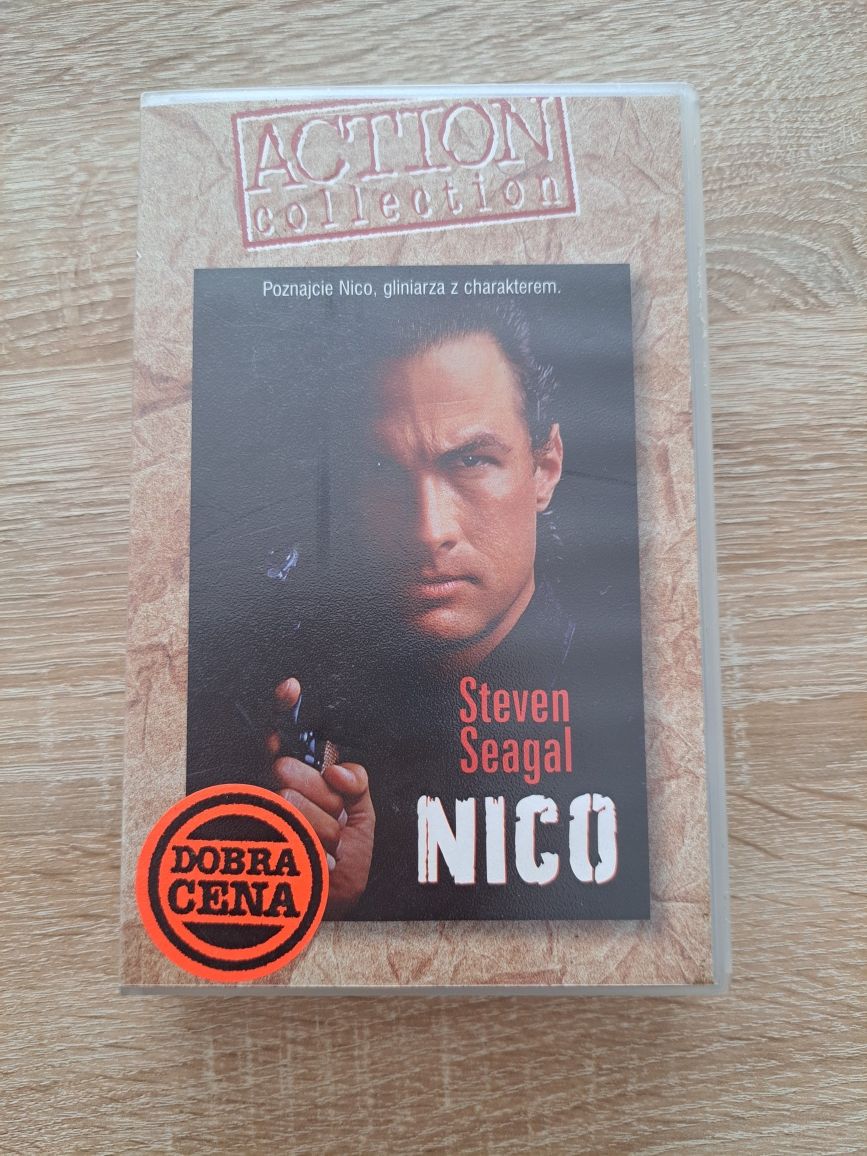 ACTION
collection
Poznajcie Nico, gliniarza z charakterem.
Steven
Seagal
NICO
DOBRA
CENA